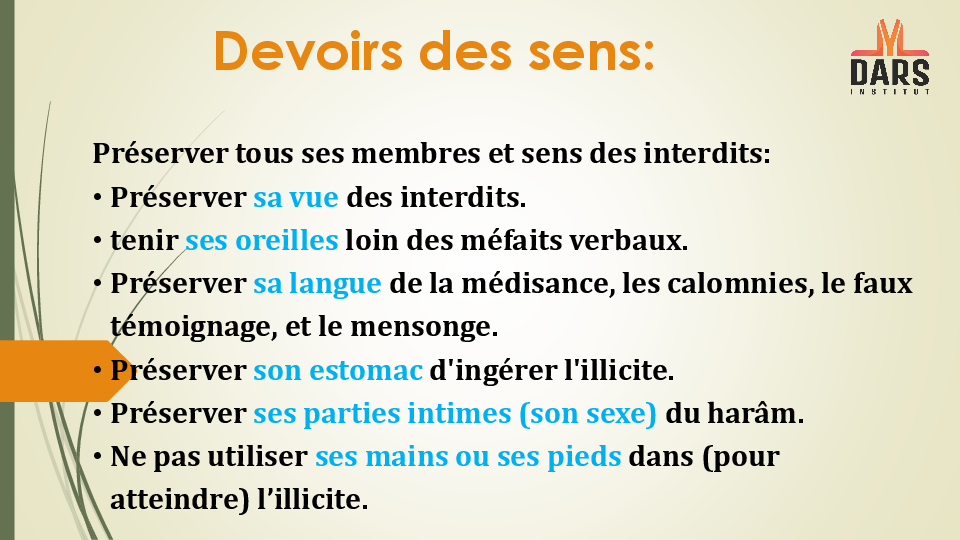 Devoirs des sens:
DARS
INSTITUT
Préserver tous ses membres et sens des interdits:
• Préserver sa vue des interdits.
• tenir ses oreilles loin des méfaits verbaux.
• Préserver sa langue de la médisance, les calomnies, le faux
témoignage, et le mensonge.
• Préserver son estomac d'ingérer l'illicite.
• Préserver ses parties intimes (son sexe) du harâm.
• Ne pas utiliser ses mains ou ses pieds dans (pour
atteindre) l’illicite.